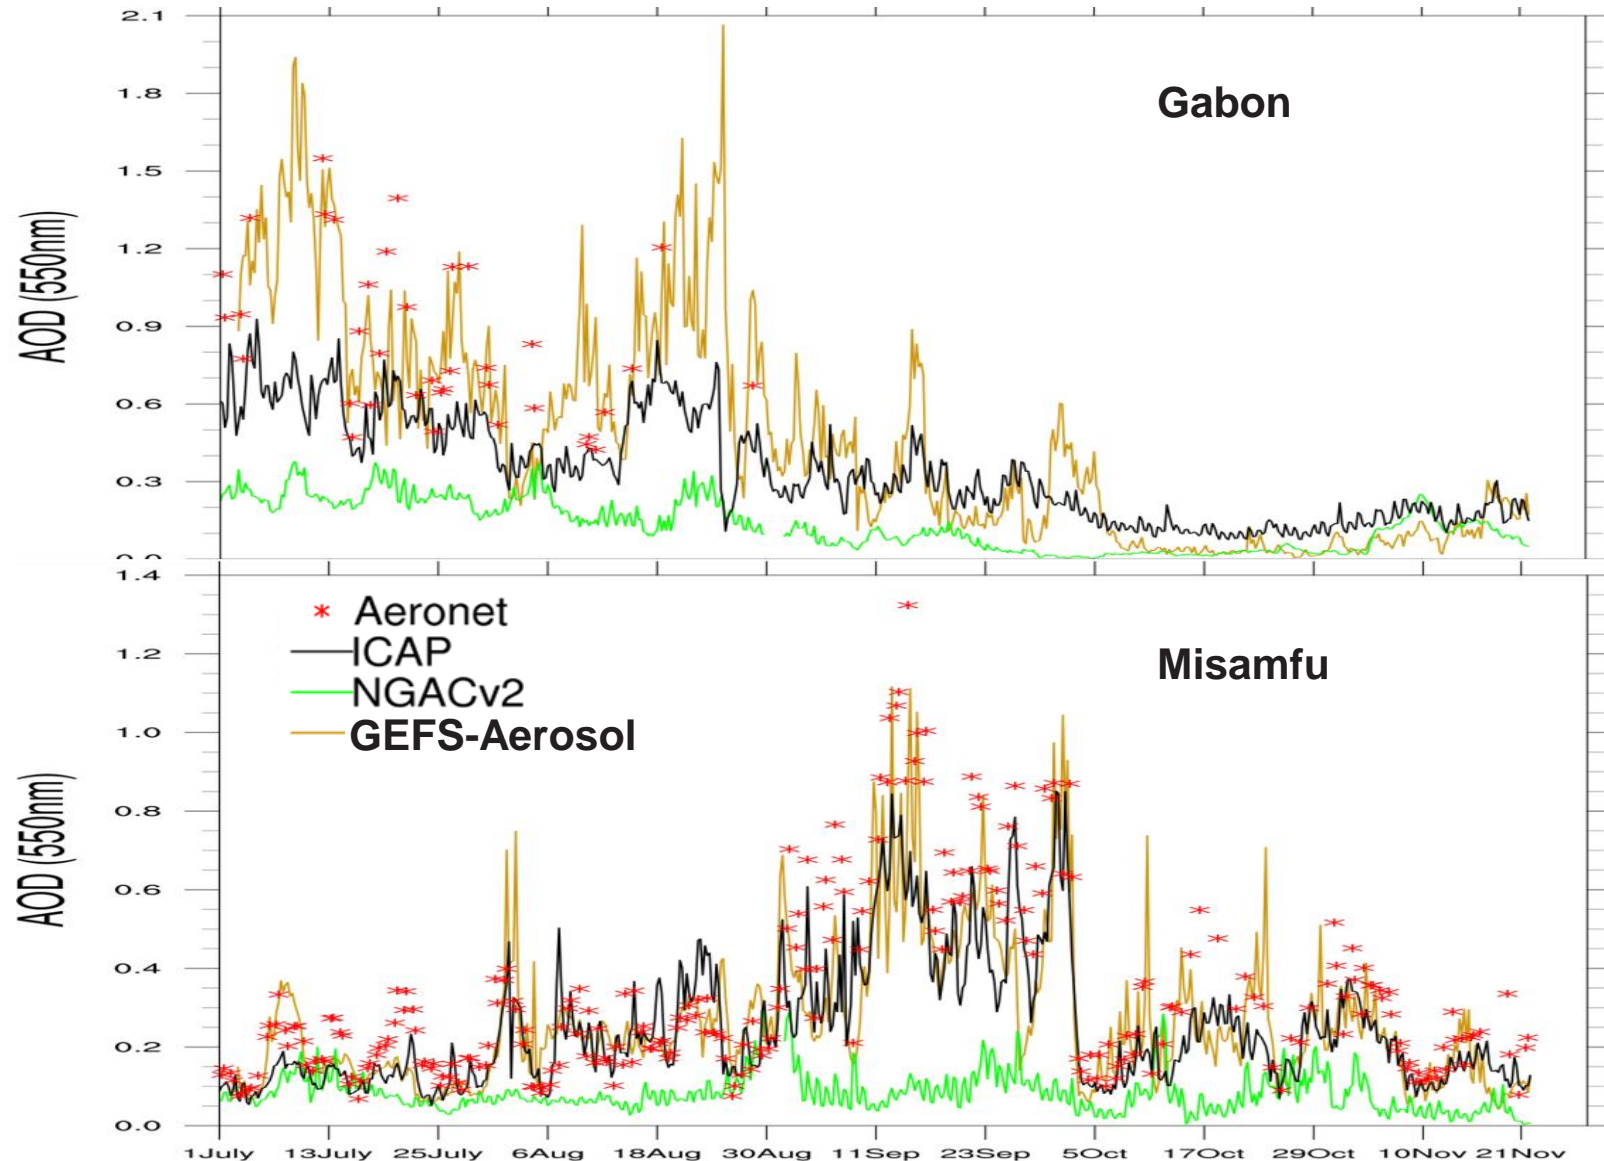 2.1
1.8
Gabon
1.5
1.2
AOD (550nm)
0.9
0.6
0.3
0.0
1.4
Aeronet
ICAP
1.2
Misamfu
NGACv2
1.0
GEFS-Aerosol
AOD (550nm)
0.8
0.6
0.4
0.2
0.0
1July 13July 25July 6Aug 18Aug 30Aug 11Sep 23Sep 5Oct 17Oct 29Oct 10Nov 21Nov